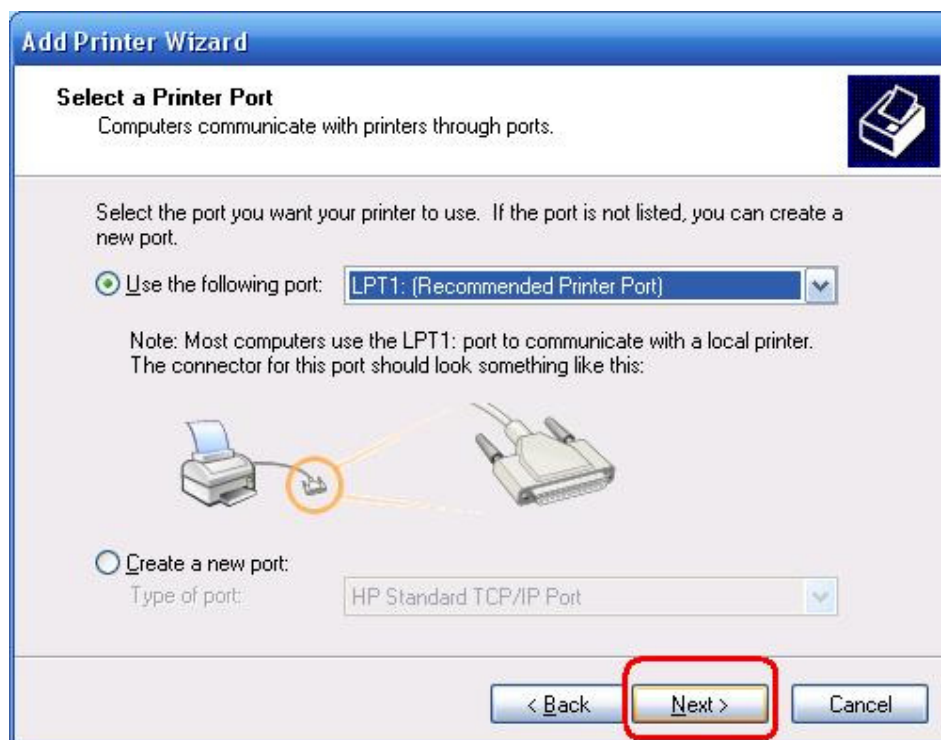 Add Printer Wizard
Select a Printer Port
Computers communicate with printers through ports.
Select the port you want your printer to use. If the port is not listed, you can create a
new port.
Use the following port: LPT1: (Recommended Printer Port)
Note: Most computers use the LPT1: port to communicate with a local printer.
The connector for this port should look something like this:
Create a new port:
Type of port: HP Standard TCP/IP Port
< Back Next > Cancel